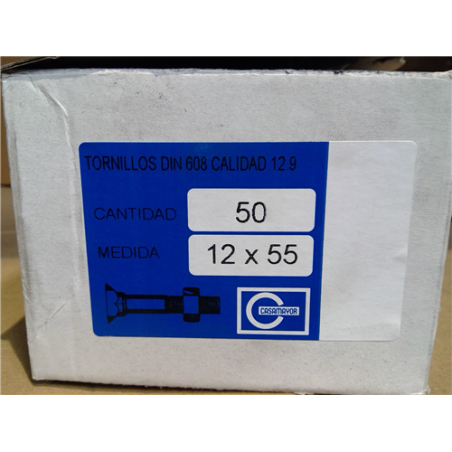 TORNILLOS DIN 608 CALIDAD 12.9
CANTIDAD 50
MEDIDA 12 x 55
CASAMAYOR